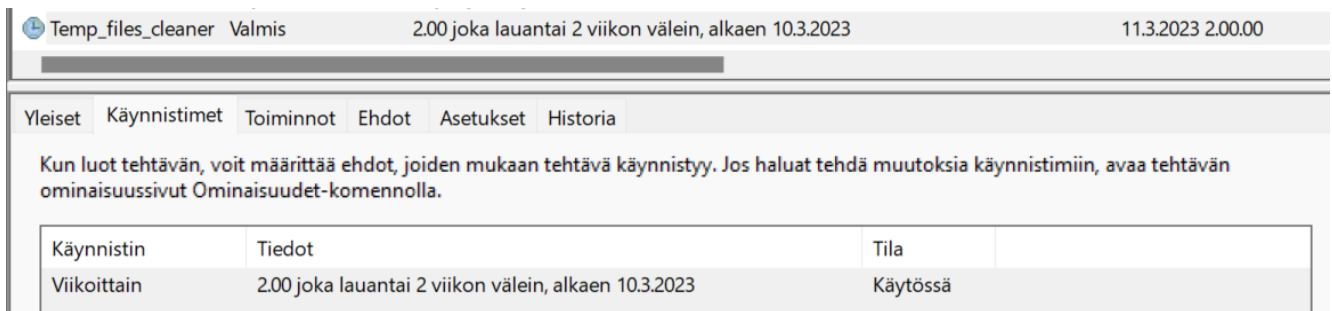 Temp_files_cleaner Valmis 2.00 joka lauantai 2 viikon välein, alkaen 10.3.2023 11.3.2023 2.00.00
Yleiset Käynnistimet Toiminnot Ehdot Asetukset Historia
Kun luot tehtävän, voit määrittää ehdot, joiden mukaan tehtävä käynnistyy. Jos haluat tehdä muutoksia käynnistimiin, avaa tehtävän
ominaisuussivut Ominaisuudet-komennolla.
Käynnistin Tiedot Tila
Viikoittain 2.00 joka lauantai 2 viikon välein, alkaen 10.3.2023 Käytössä